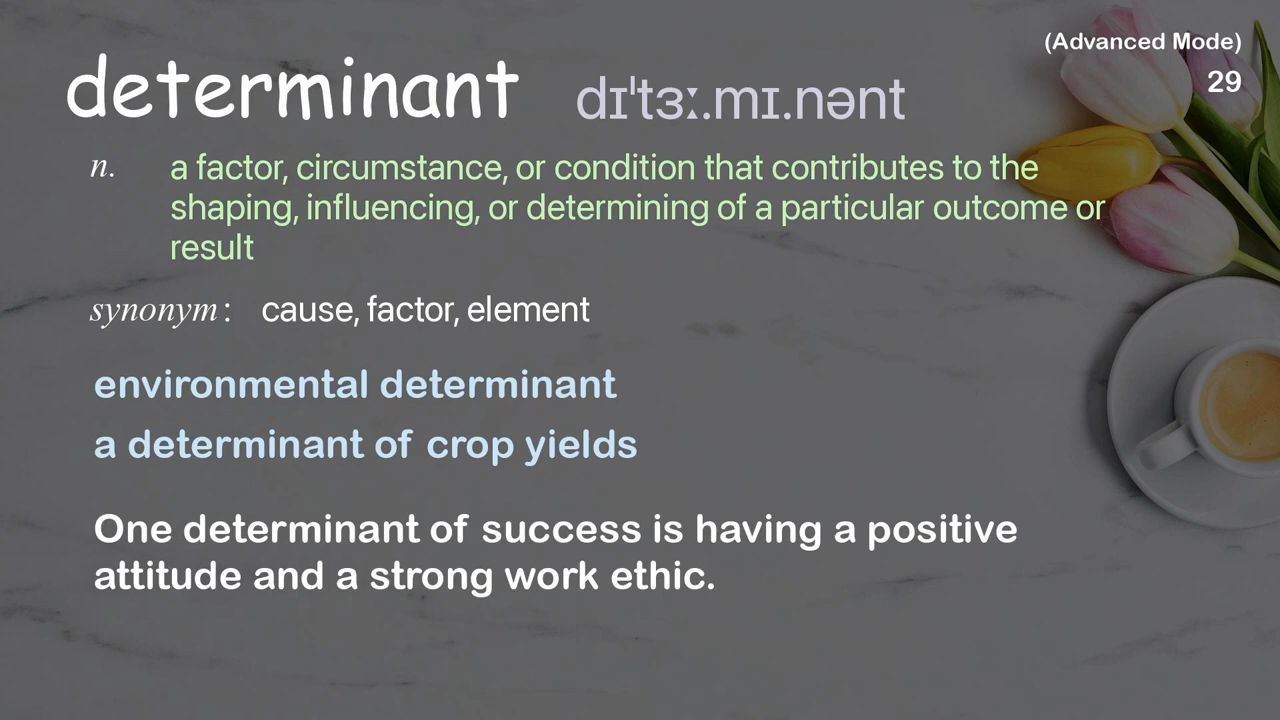 (Advanced Mode)
29
determinant dɪˈtɜː.mɪ.nənt
n. a factor, circumstance, or condition that contributes to the
shaping, influencing, or determining of a particular outcome or
result
synonym: cause, factor, element
environmental determinant
a determinant of crop yields
One determinant of success is having a positive
attitude and a strong work ethic.